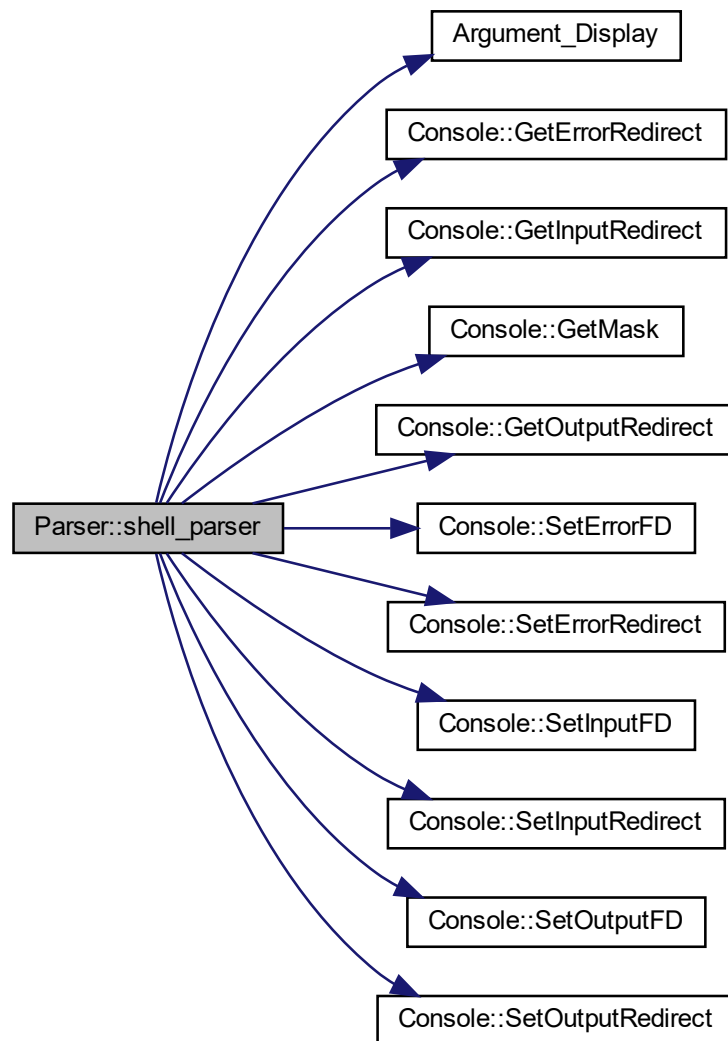 Argument_Display
Console::GetErrorRedirect
Console::GetInputRedirect
Console::GetMask
Console::GetOutputRedirect
Parser::shell_parser
Console::SetErrorFD
Console::SetErrorRedirect
Console::SetInputFD
Console::SetInputRedirect
Console::SetOutputFD
Console::SetOutputRedirect